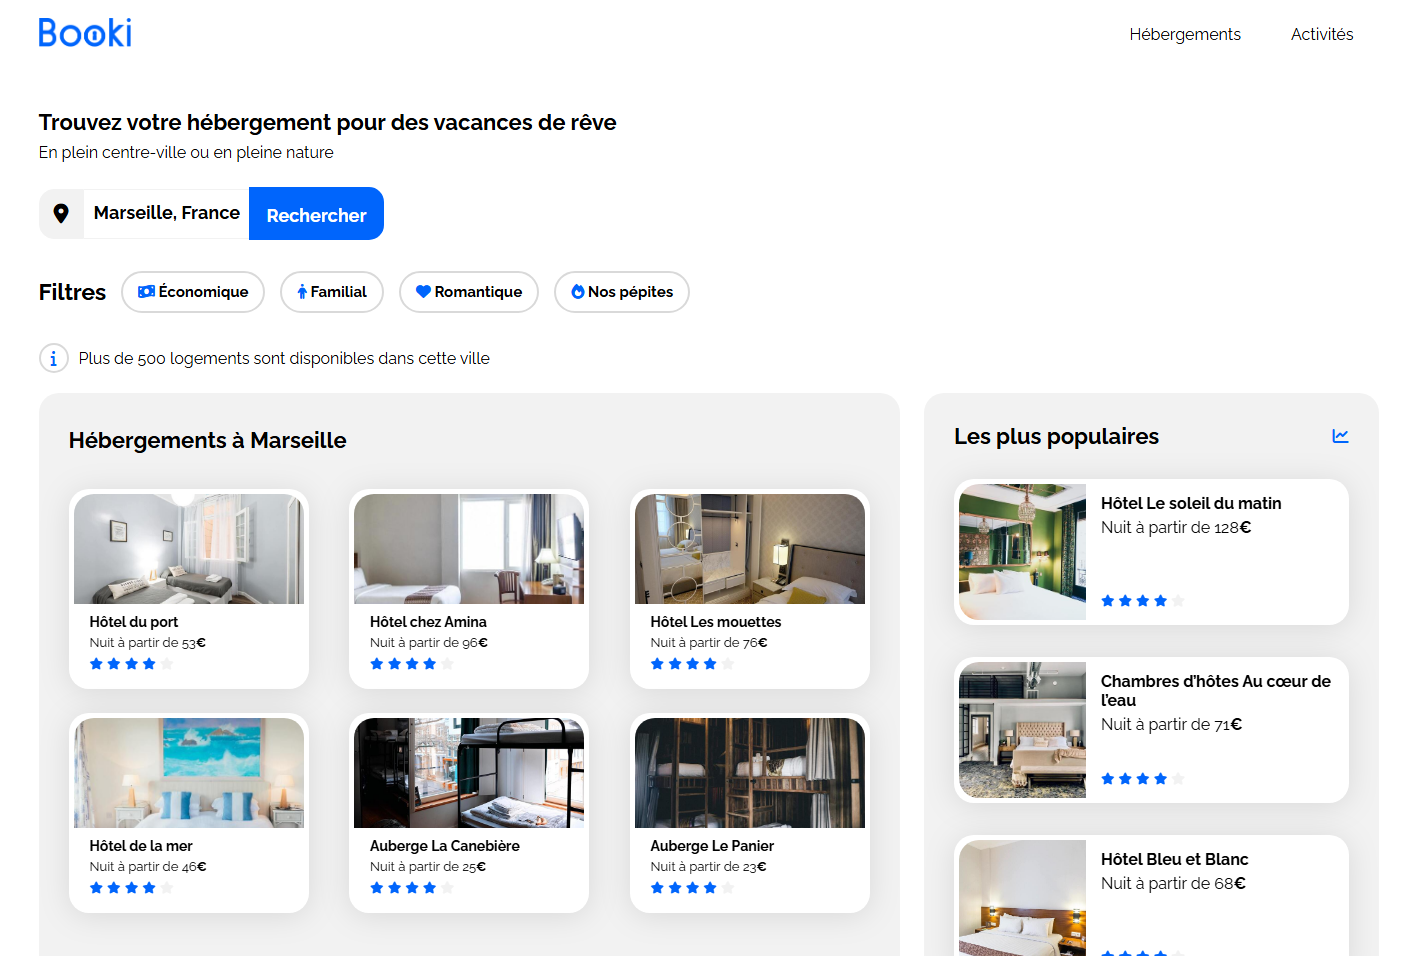 Booki
Hébergements
Activités
Trouvez votre hébergement pour des vacances de rêve
En plein centre-ville ou en pleine nature
Marseille, France
Rechercher
Filtres
Économique
Familial
Romantique
Nos pépites
Plus de 500 logements sont disponibles dans cette ville
Hébergements à Marseille
Hôtel du port
Nuit à partir de 53€
Hôtel chez Amina
Nuit à partir de 96€
Hôtel Les mouettes
Nuit à partir de 76€
Hôtel de la mer
Nuit à partir de 46€
Auberge La Canebière
Nuit à partir de 25€
Auberge Le Panier
Nuit à partir de 23€
Les plus populaires
Hôtel Le soleil du matin
Nuit à partir de 128€
Chambres d’hôtes Au cœur de
l’eau
Nuit à partir de 71€
Hôtel Bleu et Blanc
Nuit à partir de 68€